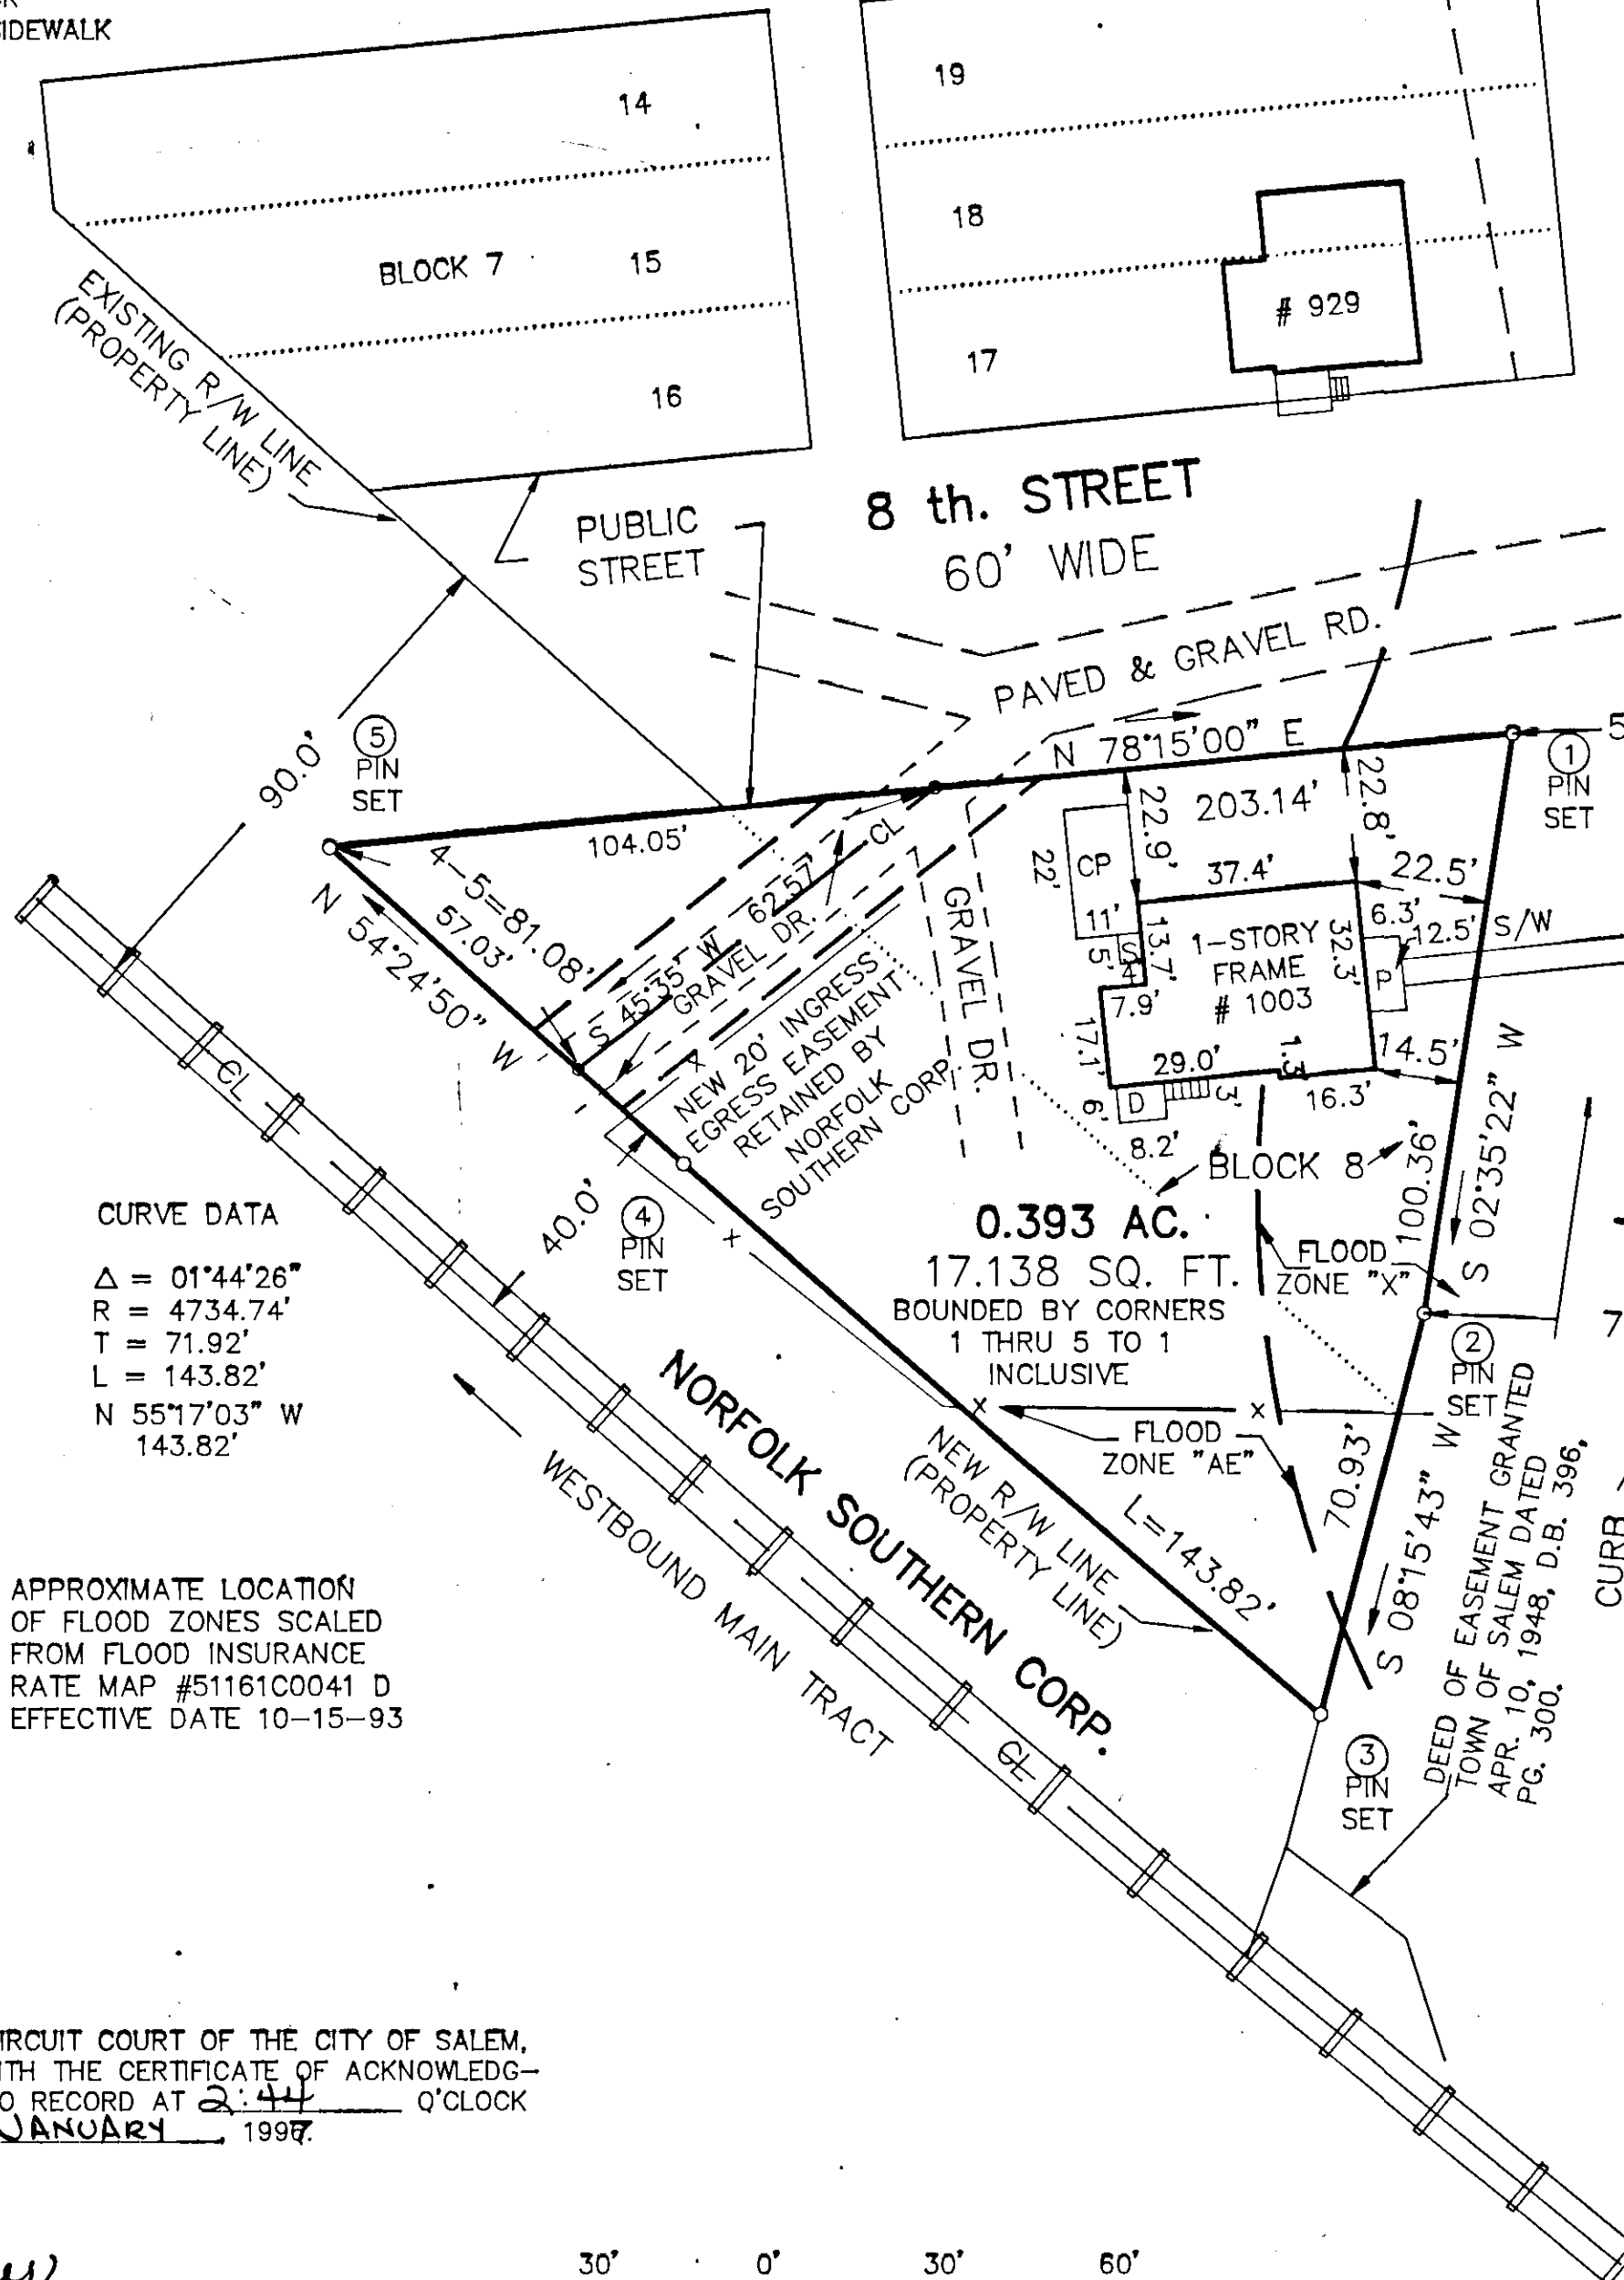 SIDEWALK
14
BLOCK 7
15
16
19
18
17
# 929
EXISTING R/W LINE
(PROPERTY LINE)
PUBLIC
STREET
8 th. STREET
60' WIDE
PAVED & GRAVEL RD.
90.0'
5
PIN
SET
N 78°15'00" E
203.14'
104.05'
1
PIN
SET
4-5=81.08'
57.03'
N 54°24'50" W
S 45°35' W 62.57'
CL
GRAVEL DR.
GRAVEL DR.
NEW 20' INGRESS
EGRESS EASEMENT
RETAINED BY
NORFOLK
SOUTHERN CORP.
22'
CP
11'
22.9'
22.8'
37.4'
22.5'
6.3'
12.5'
S/W
P
5'
S
4'
13.7'
1-STORY
FRAME
# 1003
32.3'
7.9'
17.1'
29.0'
1.3'
16.3'
14.5'
6'
D
3'
8.2'
BLOCK 8
0.393 AC.
17.138 SQ. FT.
BOUNDED BY CORNERS
1 THRU 5 TO 1
INCLUSIVE
FLOOD
ZONE "X"
100.36'
S 02°35'22" W
2
PIN
SET
FLOOD
ZONE "AE"
70.93'
S 08°15'43" W
40.0'
4
PIN
SET
CL
CURVE DATA
Δ = 01°44'26"
R = 4734.74'
T = 71.92'
L = 143.82'
N 55°17'03" W
143.82'
NORFOLK SOUTHERN CORP.
WESTBOUND MAIN TRACT
NEW R/W LINE
(PROPERTY LINE)
L=143.82'
CL
3
PIN
SET
DEED OF EASEMENT GRANTED
TOWN OF SALEM DATED
APR. 10, 1948, D.B. 396,
PG. 300.
CURB
APPROXIMATE LOCATION
OF FLOOD ZONES SCALED
FROM FLOOD INSURANCE
RATE MAP #51161C0041 D
EFFECTIVE DATE 10-15-93
IRCUIT COURT OF THE CITY OF SALEM,
ITH THE CERTIFICATE OF ACKNOWLEDG-
O RECORD AT 2:44 O'CLOCK
JANUARY, 1997.
30' 0' 30' 60'